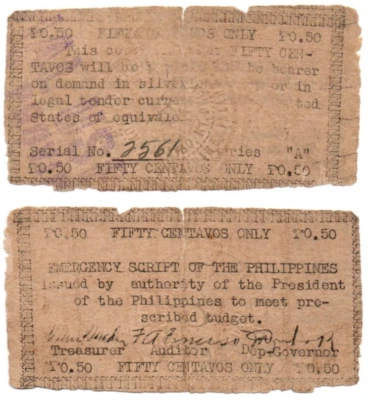 ₱0.50 FIFTY CENTAVOS ONLY ₱0.50
This FIFTY CEN-
TAVOS will be bearer
on demand in silver or in
legal tender
States of
Serial No. 2561 "A"
₱0.50 FIFTY CENTAVOS ONLY ₱0.50
₱0.50 FIFTY CENTAVOS ONLY ₱0.50
EMERGENCY SCRIPT OF THE PHILIPPINES
issued by authority of the President
of the Philippines to meet pre-
scribed budget.
Treasurer Auditor Dep.Governor
₱0.50 FIFTY CENTAVOS ONLY ₱0.50